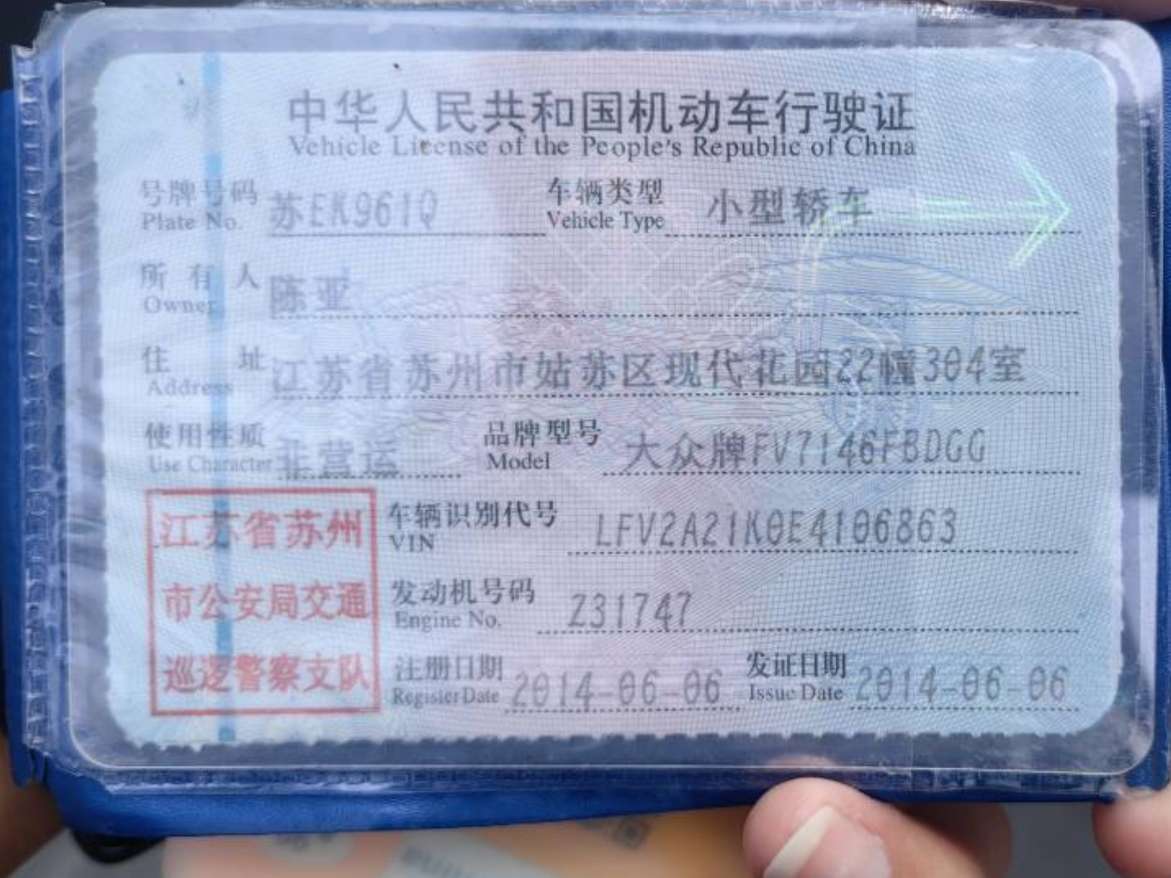 中华人民共和国机动车行驶证
Vehicle License of the People's Republic of China
号牌号码 苏EK961Q 车辆类型 小型轿车
Plate No. Vehicle Type
所有人 陈亚
Owner
住址 江苏省苏州市姑苏区现代花园22幢304室
Address
使用性质 非营运 品牌型号 大众牌FV7146FBDGG
Use Character Model
江苏省苏州 车辆识别代号 LFV2A21K0E4106863
VIN
市公安局交通 发动机号码 Z31747
Engine No.
巡逻警察支队 注册日期 2014-06-06 发证日期 2014-06-06
Register Date Issue Date